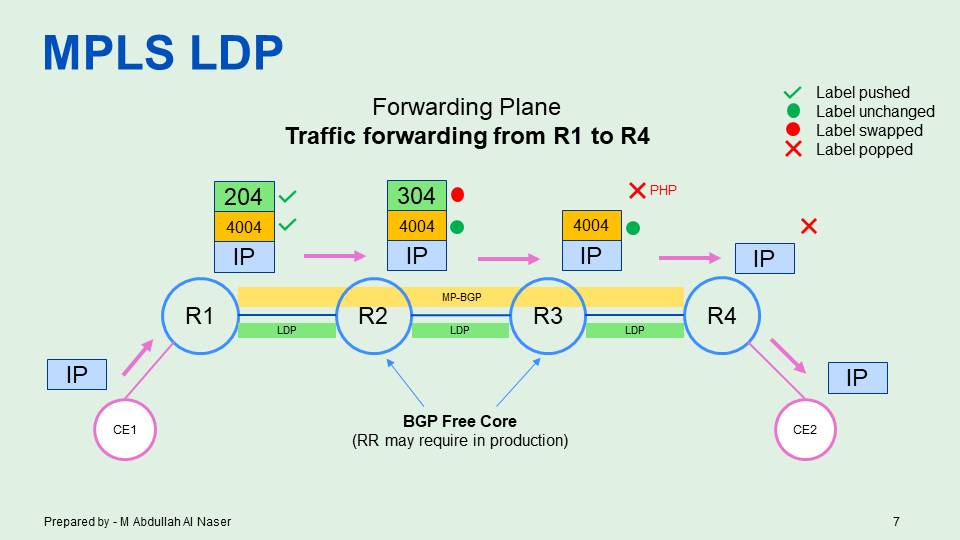 MPLS LDP
Forwarding Plane
Traffic forwarding from R1 to R4
Label pushed
Label unchanged
Label swapped
Label popped
204
4004
IP
304
4004
IP
PHP
4004
IP
IP
MP-BGP
R1
R2
R3
R4
LDP
LDP
LDP
IP
IP
CE1
CE2
BGP Free Core
(RR may require in production)
Prepared by - M Abdullah Al Naser
7